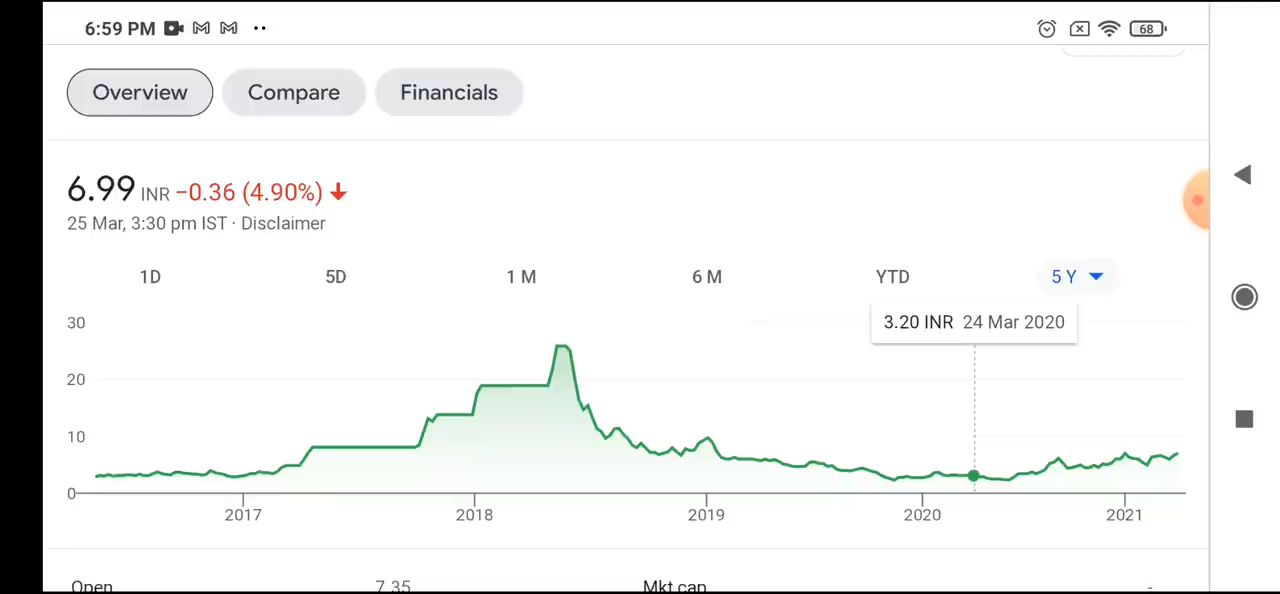 6:59 PM
68
Overview Compare Financials
6.99 INR −0.36 (4.90%)
25 Mar, 3:30 pm IST · Disclaimer
1D 5D 1 M 6 M YTD 5 Y
3.20 INR 24 Mar 2020
30
20
10
0
2017 2018 2019 2020 2021
Open 7.35 Mkt cap -